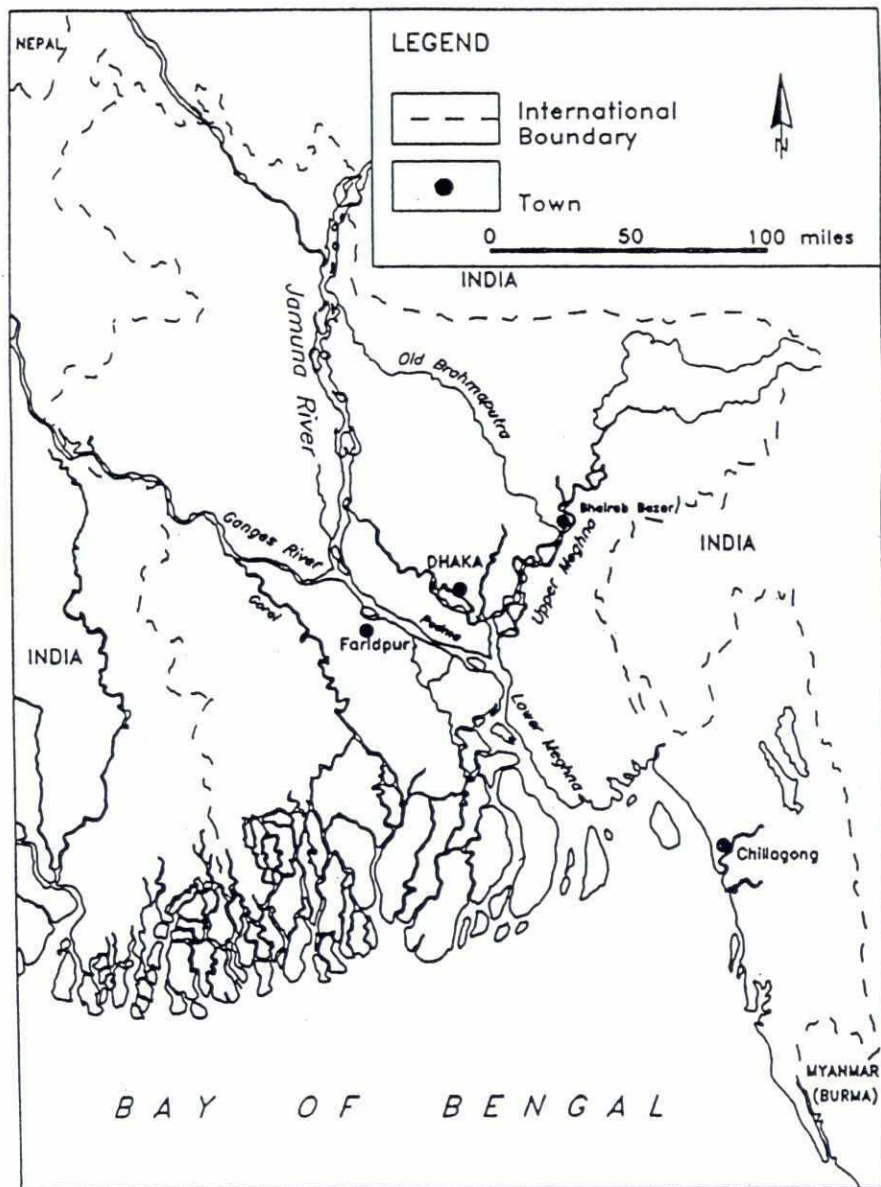 NEPAL
LEGEND
International
Boundary
N
Town
0 50 100 miles
INDIA
Jamuna River
Old Brahmaputra
Bhairab Bazar)
Ganges River
DHAKA
Upper Meghna
INDIA
Padma
Gorai
Faridpur
INDIA
Lower Meghna
Chittagong
MYANMAR
(BURMA)
BAY OF BENGAL